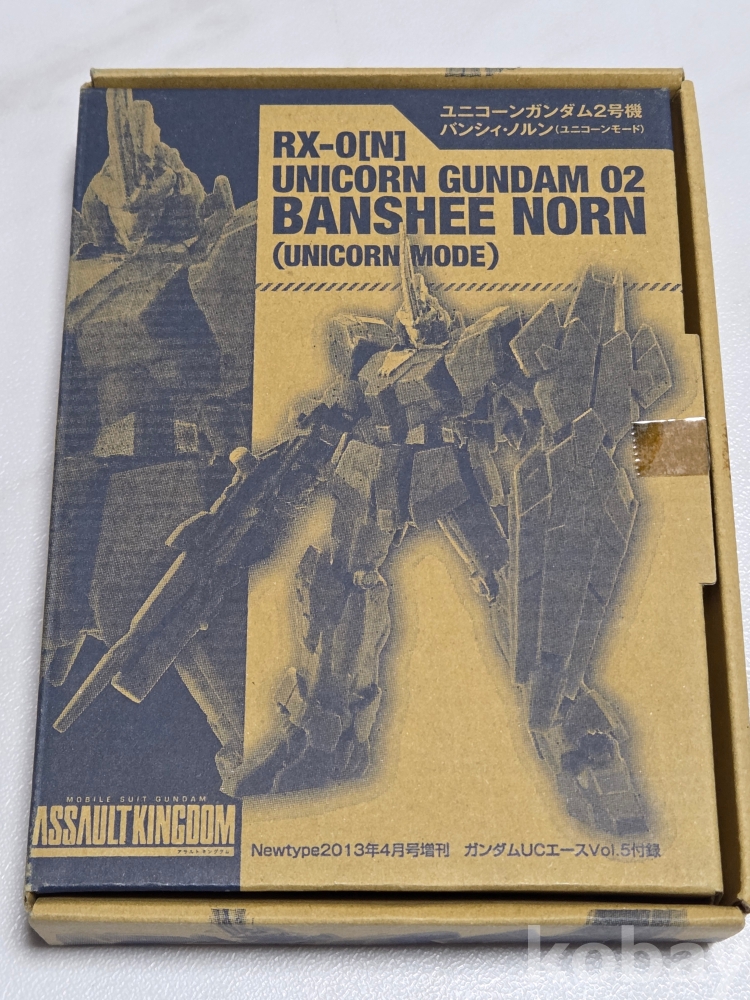 ユニコーンガンダム2号機
バンシィ・ノルン(ユニコーンモード)
RX-0[N]
UNICORN GUNDAM 02
BANSHEE NORN
(UNICORN MODE)
MOBILE SUIT GUNDAM
ASSAULTKINGDOM
アサルトキングダム
Newtype2013年4月号増刊 ガンダムUCエースVol.5付録
koba